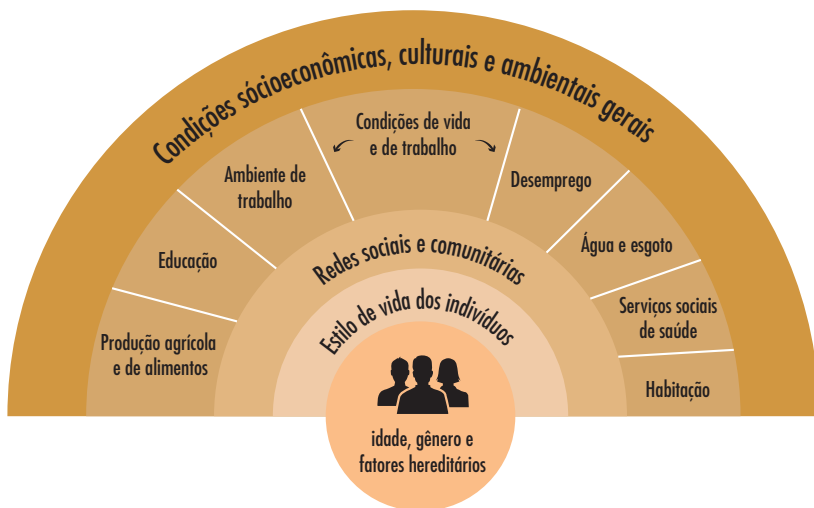 Condições sócioeconômicas, culturais e ambientais gerais
Condições de vida
e de trabalho
Ambiente de
trabalho
Desemprego
Educação
Água e esgoto
Produção agrícola
e de alimentos
Serviços sociais
de saúde
Habitação
Redes sociais e comunitárias
Estilo de vida dos indivíduos
idade, gênero e
fatores hereditários